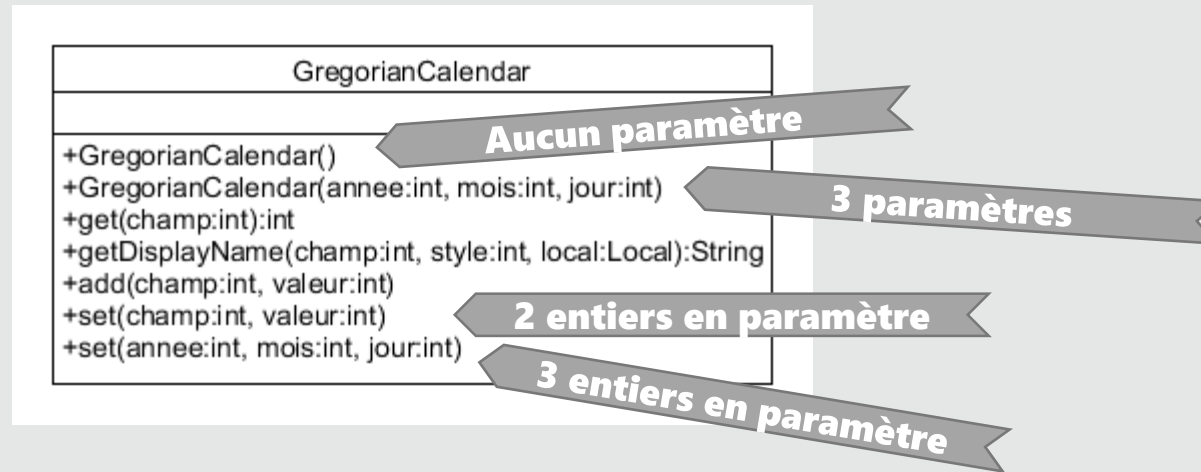 GregorianCalendar
Aucun paramètre
+GregorianCalendar()
+GregorianCalendar(annee:int, mois:int, jour:int)
3 paramètres
+get(champ:int):int
+getDisplayName(champ:int, style:int, local:Local):String
+add(champ:int, valeur:int)
+set(champ:int, valeur:int)
2 entiers en paramètre
+set(annee:int, mois:int, jour:int)
3 entiers en paramètre